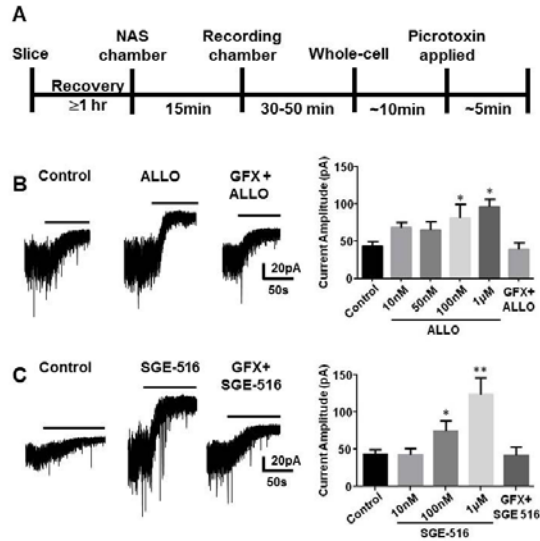 A
Slice
NAS chamber
Recording chamber
Whole-cell
Picrotoxin applied
Recovery
≥1 hr
15min
30-50 min
~10min
~5min
B
Control
ALLO
GFX+ ALLO
20pA
50s
Current Amplitude (pA)
150
100
50
0
*
*
Control
10nM
50nM
100nM
1µM
GFX+ ALLO
ALLO
C
Control
SGE-516
GFX+ SGE-516
20pA
50s
Current Amplitude (pA)
150
100
50
0
*
**
Control
10nM
100nM
1µM
GFX+ SGE 516
SGE-516